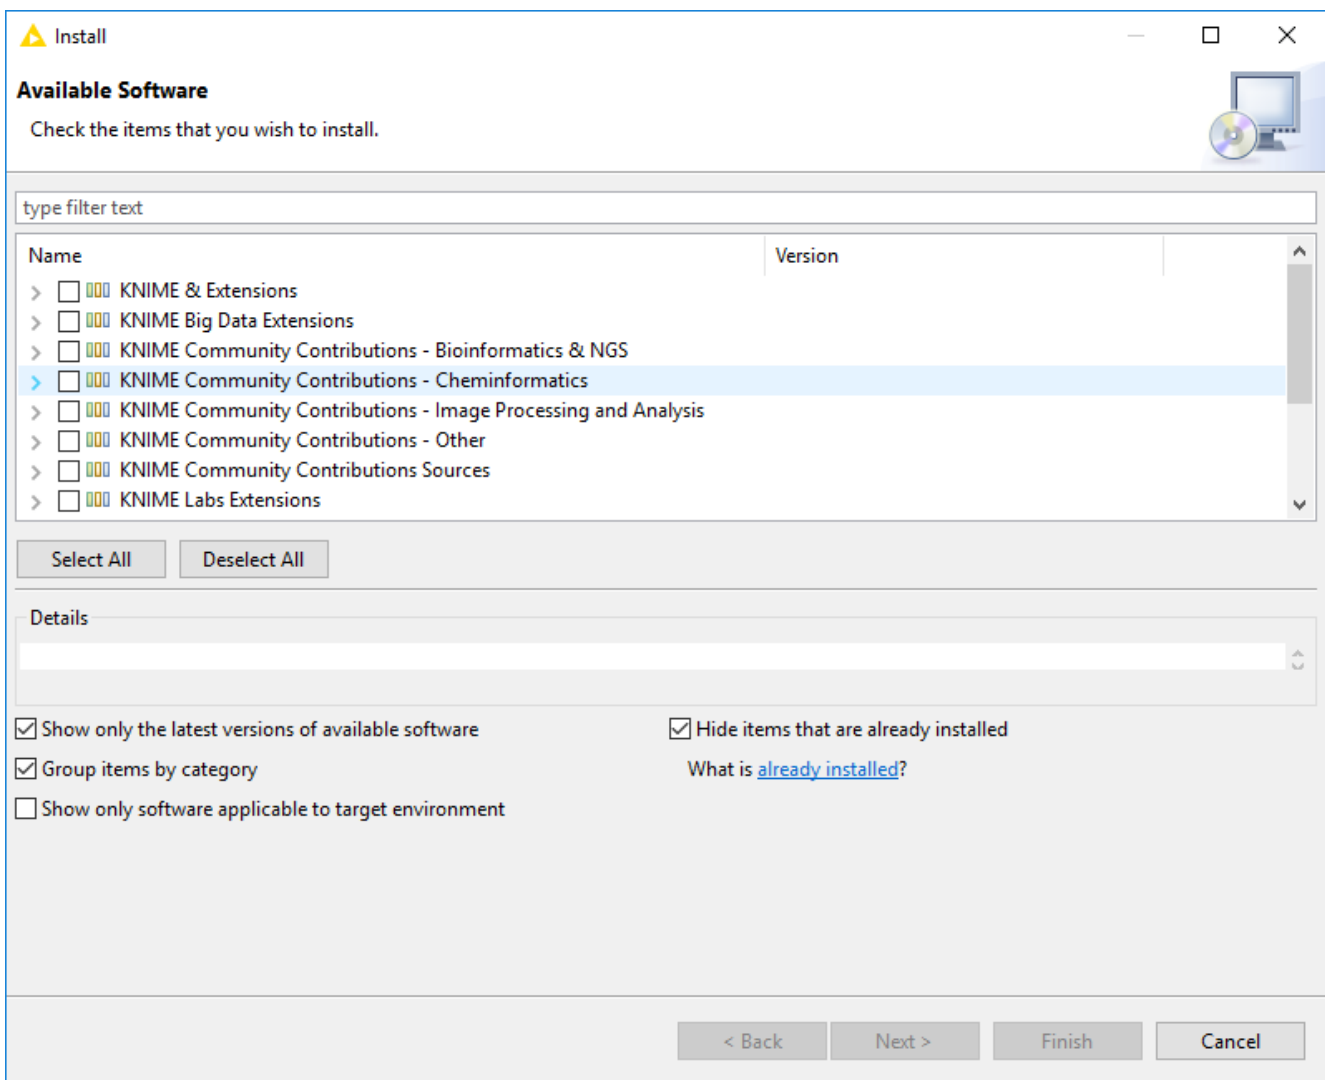 Install
Available Software
Check the items that you wish to install.
type filter text
Name Version
KNIME & Extensions
KNIME Big Data Extensions
KNIME Community Contributions - Bioinformatics & NGS
KNIME Community Contributions - Cheminformatics
KNIME Community Contributions - Image Processing and Analysis
KNIME Community Contributions - Other
KNIME Community Contributions Sources
KNIME Labs Extensions
Select All Deselect All
Details
Show only the latest versions of available software Hide items that are already installed
Group items by category What is already installed?
Show only software applicable to target environment
< Back Next > Finish Cancel